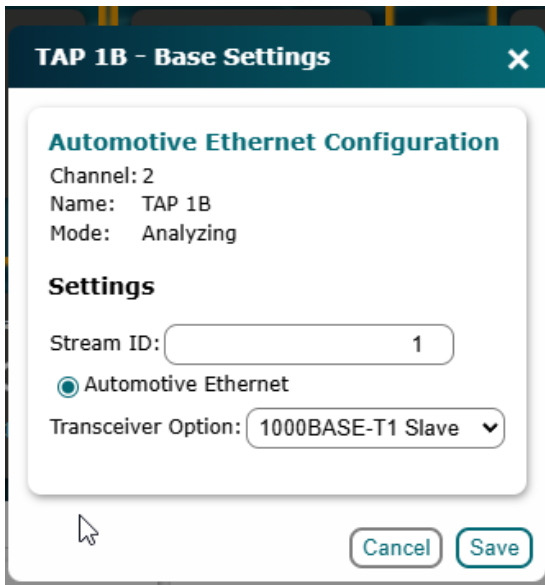 TAP 1B - Base Settings
Automotive Ethernet Configuration
Channel: 2
Name: TAP 1B
Mode: Analyzing
Settings
Stream ID: 1
Automotive Ethernet
Transceiver Option: 1000BASE-T1 Slave
Cancel Save